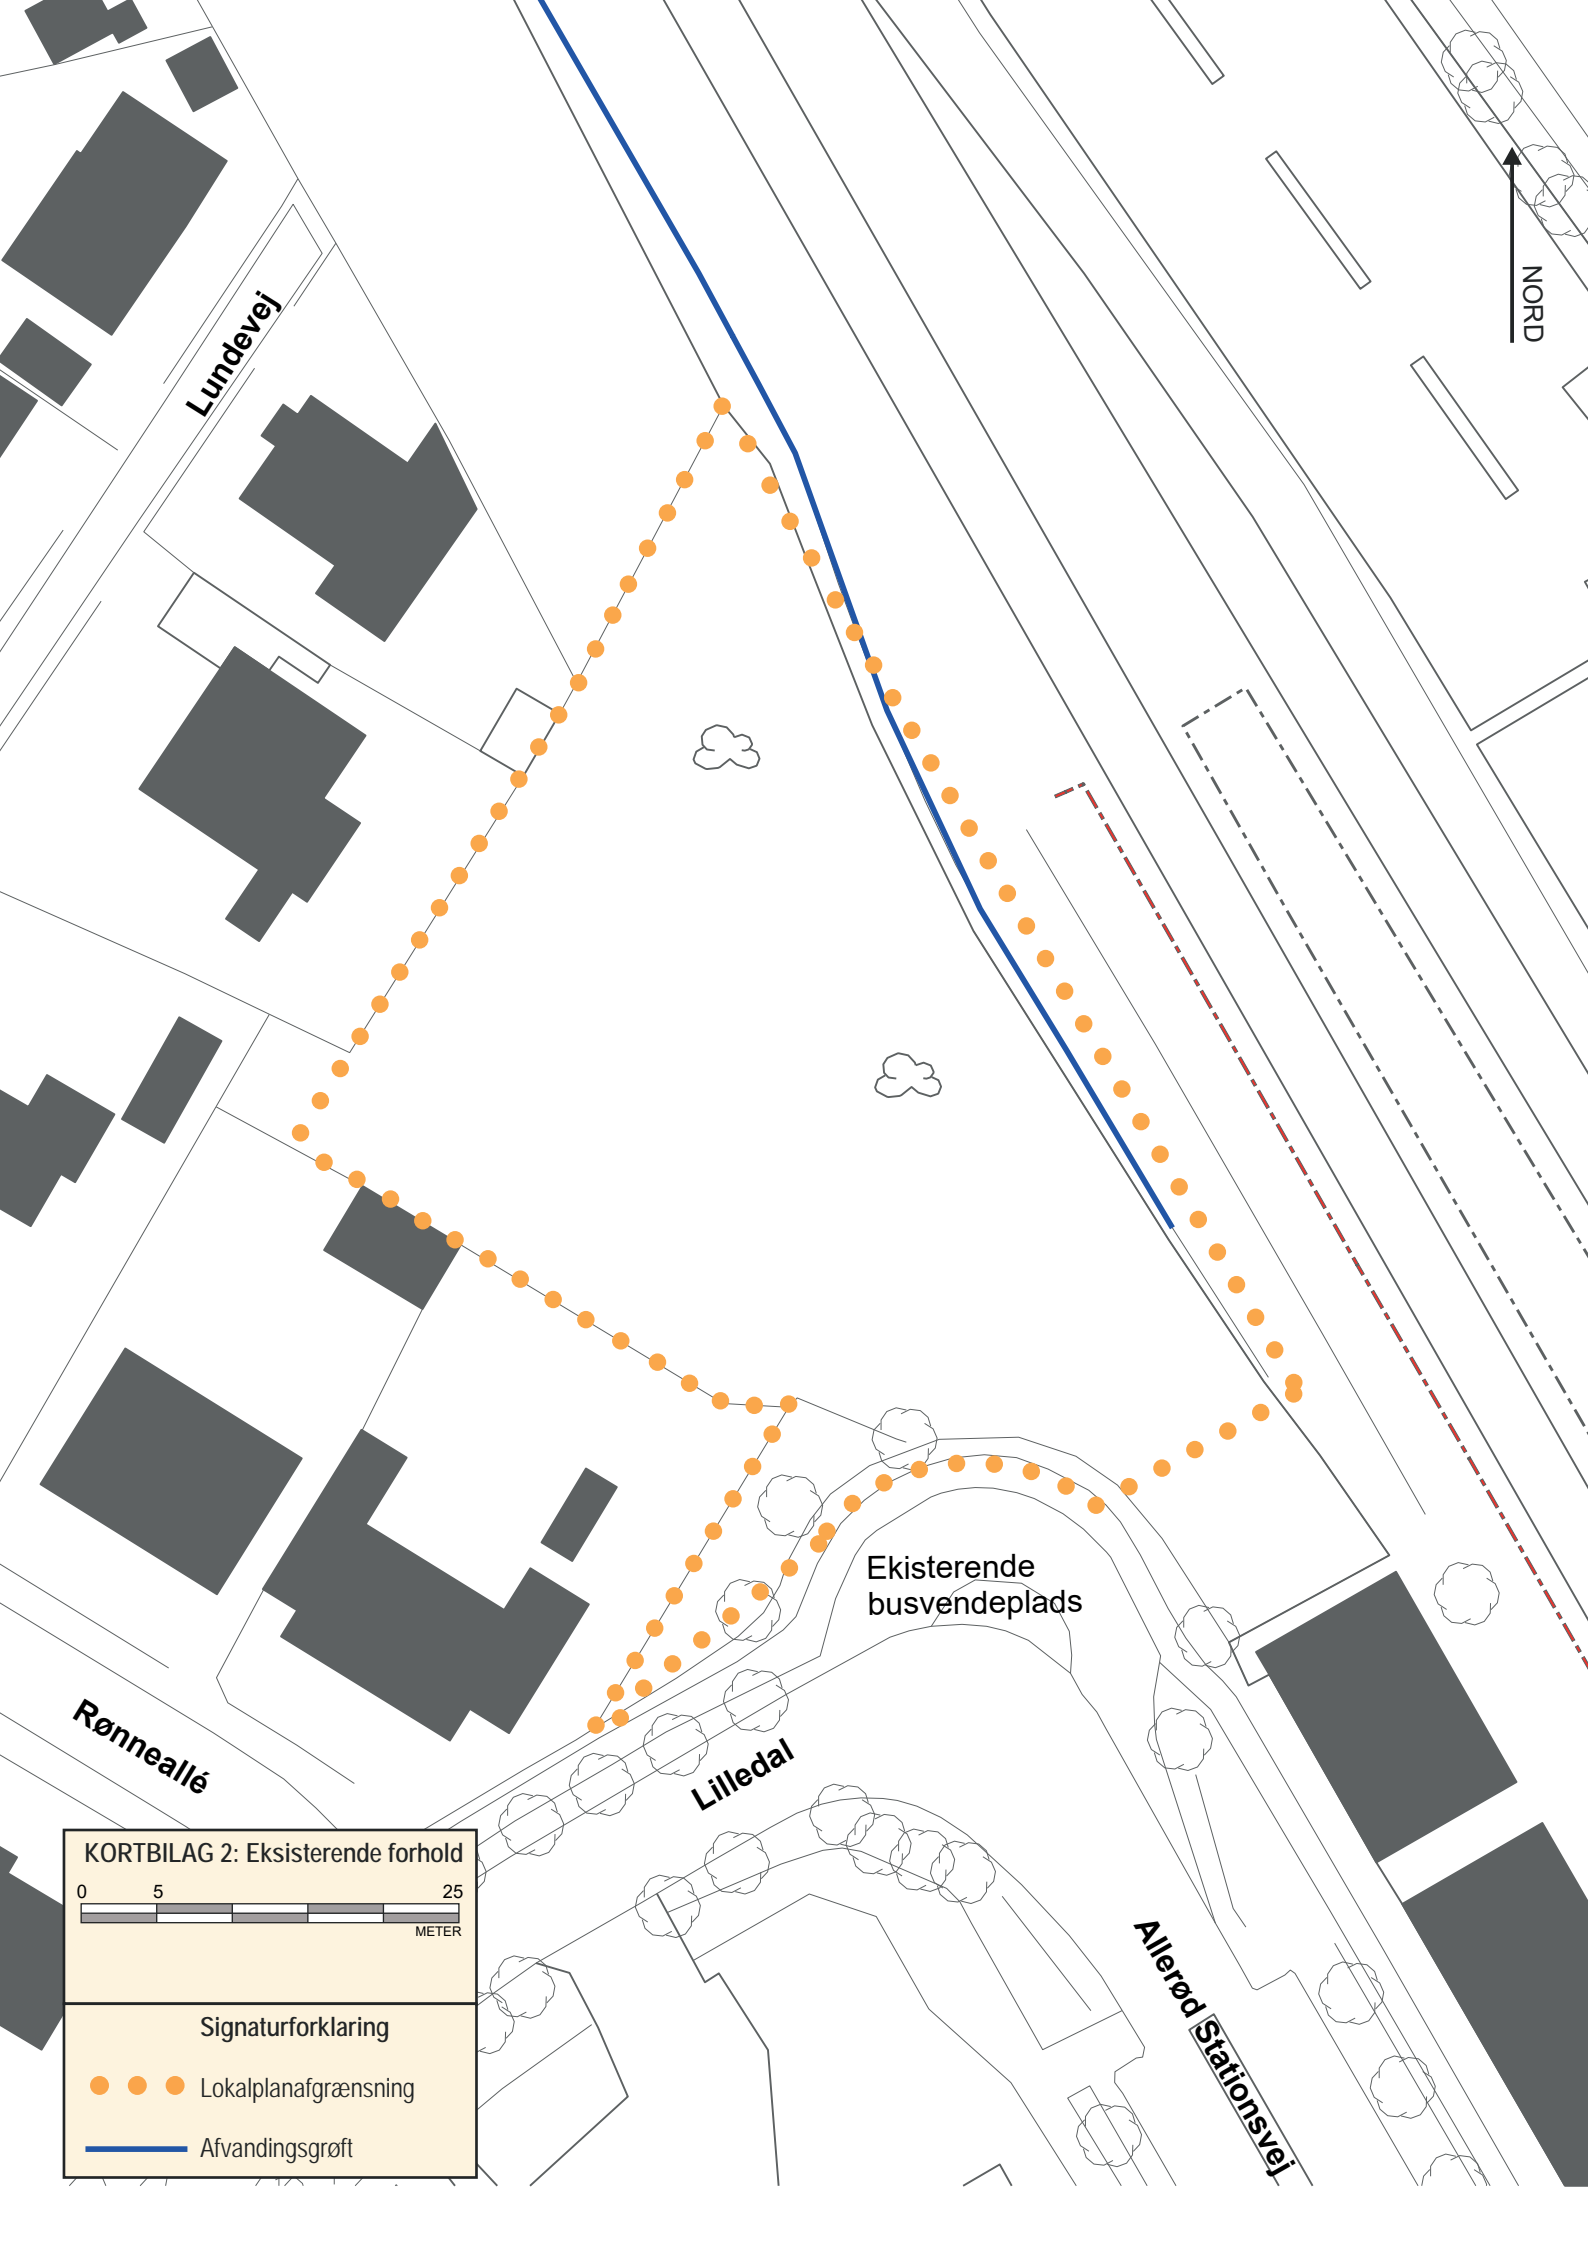 NORD
Lundevej
Ekisterende
busvendeplads
Rønneallé
Lilledal
Allerød Stationsvej
KORTBILAG 2: Eksisterende forhold
0 5 25
METER
Signaturforklaring
Lokalplanafgrænsning
Afvandingsgrøft